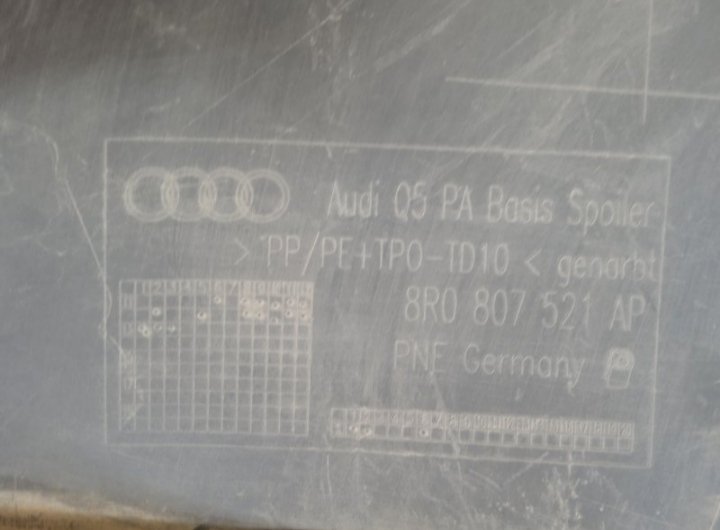 Audi Q5 PA Basis Spoiler
> PP/PE+TPO-TD10 < genarbt
8R0 807 521 AP
PNE Germany